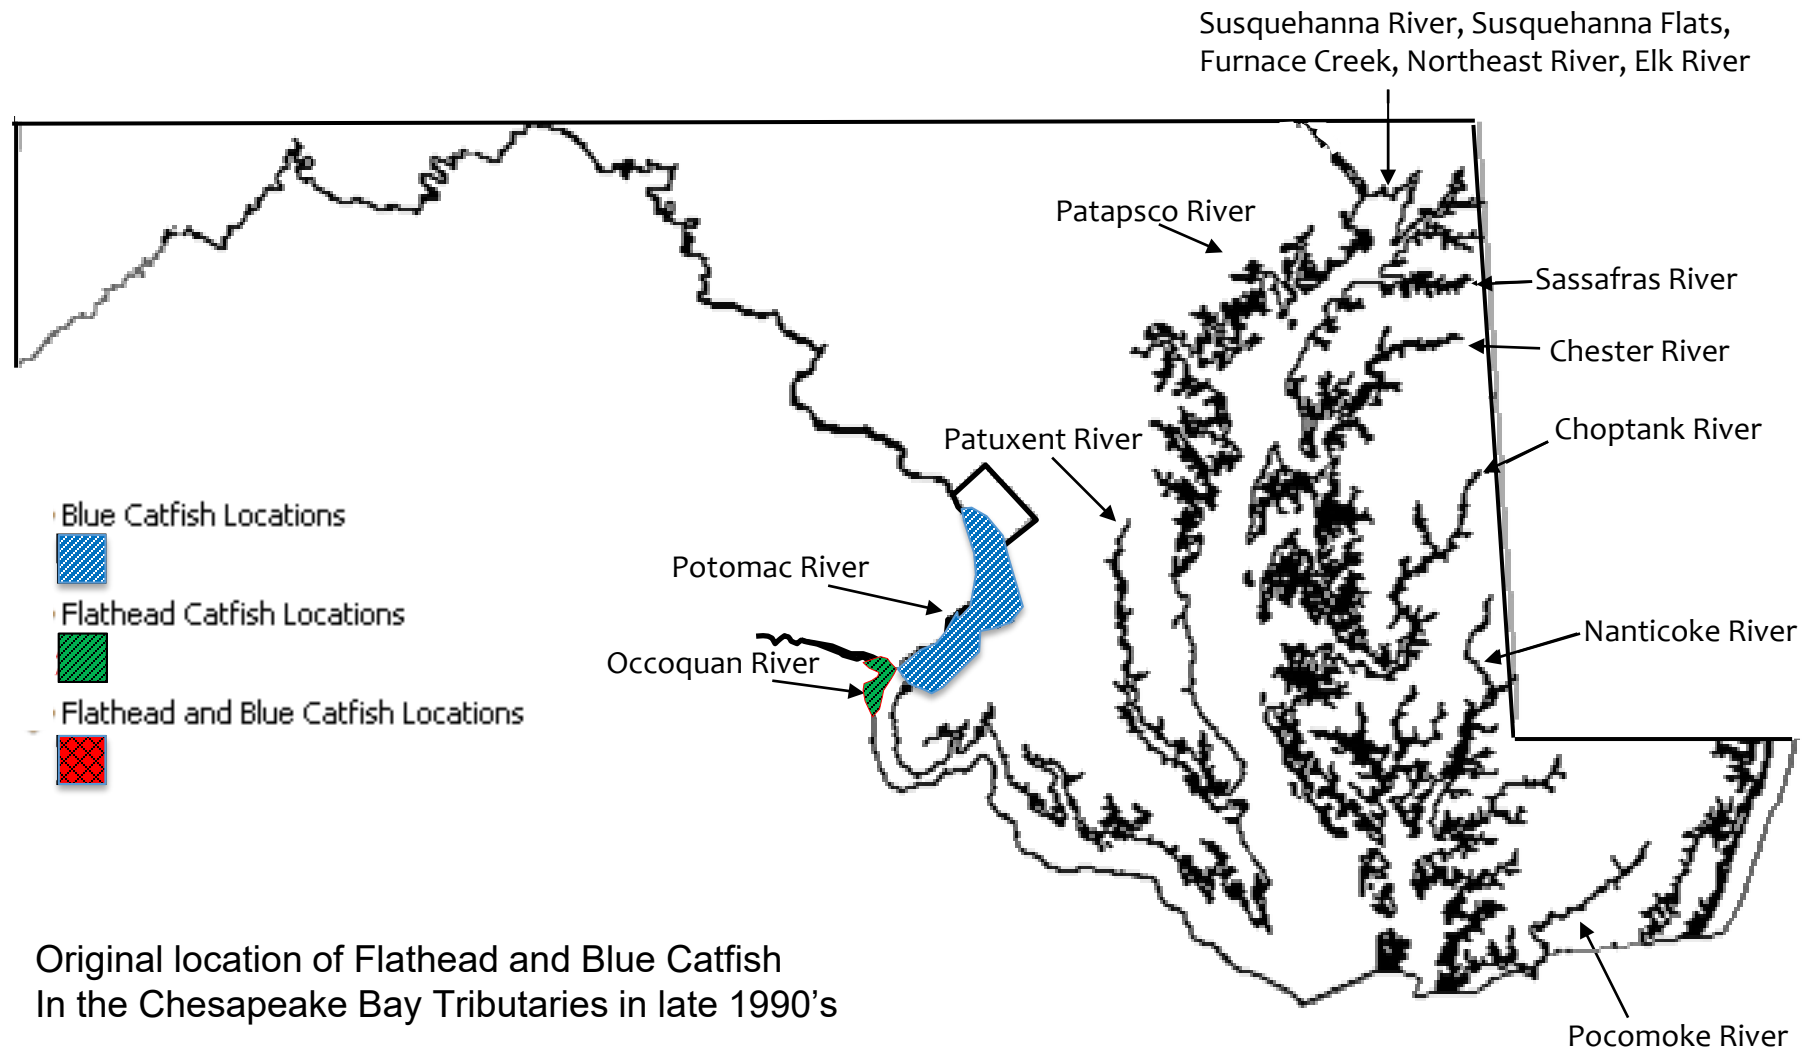 Susquehanna River, Susquehanna Flats,
Furnace Creek, Northeast River, Elk River
Patapsco River
Sassafras River
Chester River
Choptank River
Patuxent River
Blue Catfish Locations
Potomac River
Flathead Catfish Locations
Nanticoke River
Occoquan River
Flathead and Blue Catfish Locations
Original location of Flathead and Blue Catfish
In the Chesapeake Bay Tributaries in late 1990’s
Pocomoke River